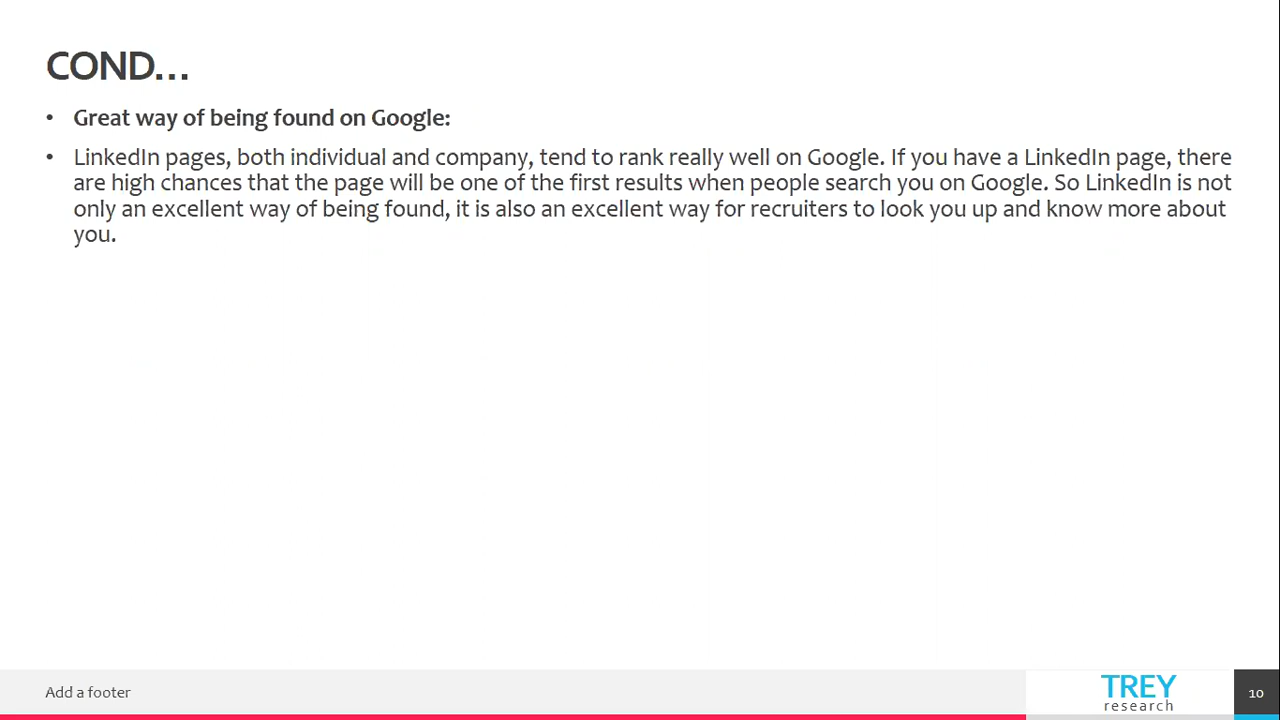 COND...
• Great way of being found on Google:
• LinkedIn pages, both individual and company, tend to rank really well on Google. If you have a LinkedIn page, there
are high chances that the page will be one of the first results when people search you on Google. So LinkedIn is not
only an excellent way of being found, it is also an excellent way for recruiters to look you up and know more about
you.
Add a footer
TREY
research
10